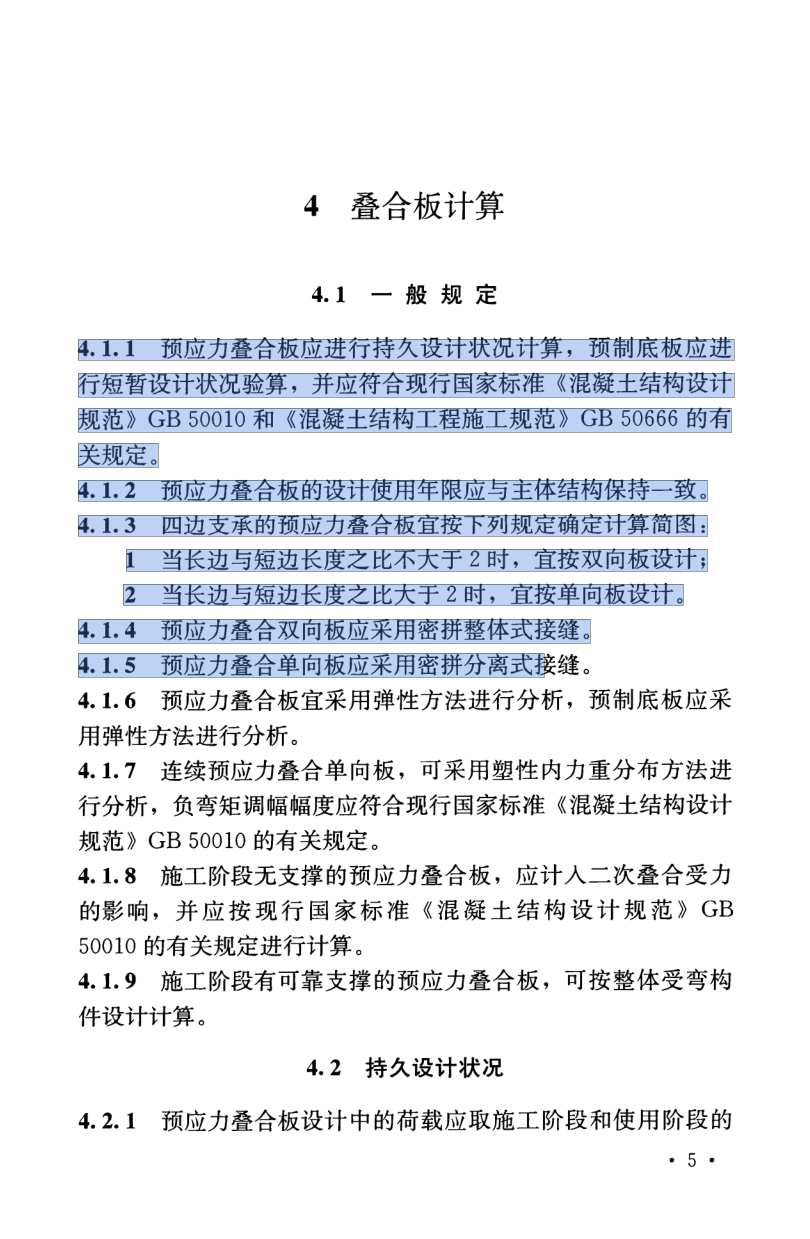 4 叠合板计算
4.1 一般规定
4.1.1 预应力叠合板应进行持久设计状况计算，预制底板应进
行短暂设计状况验算，并应符合现行国家标准《混凝土结构设计
规范》GB 50010 和《混凝土结构工程施工规范》GB 50666 的有
关规定。
4.1.2 预应力叠合板的设计使用年限应与主体结构保持一致。
4.1.3 四边支承的预应力叠合板宜按下列规定确定计算简图：
1 当长边与短边长度之比不大于 2 时，宜按双向板设计；
2 当长边与短边长度之比大于 2 时，宜按单向板设计。
4.1.4 预应力叠合双向板应采用密拼整体式接缝。
4.1.5 预应力叠合单向板应采用密拼分离式接缝。
4.1.6 预应力叠合板宜采用弹性方法进行分析，预制底板应采
用弹性方法进行分析。
4.1.7 连续预应力叠合单向板，可采用塑性内力重分布方法进
行分析，负弯矩调幅幅度应符合现行国家标准《混凝土结构设计
规范》GB 50010 的有关规定。
4.1.8 施工阶段无支撑的预应力叠合板，应计入二次叠合受力
的影响，并应按现行国家标准《混凝土结构设计规范》GB
50010 的有关规定进行计算。
4.1.9 施工阶段有可靠支撑的预应力叠合板，可按整体受弯构
件设计计算。
4.2 持久设计状况
4.2.1 预应力叠合板设计中的荷载应取施工阶段和使用阶段的
· 5 ·